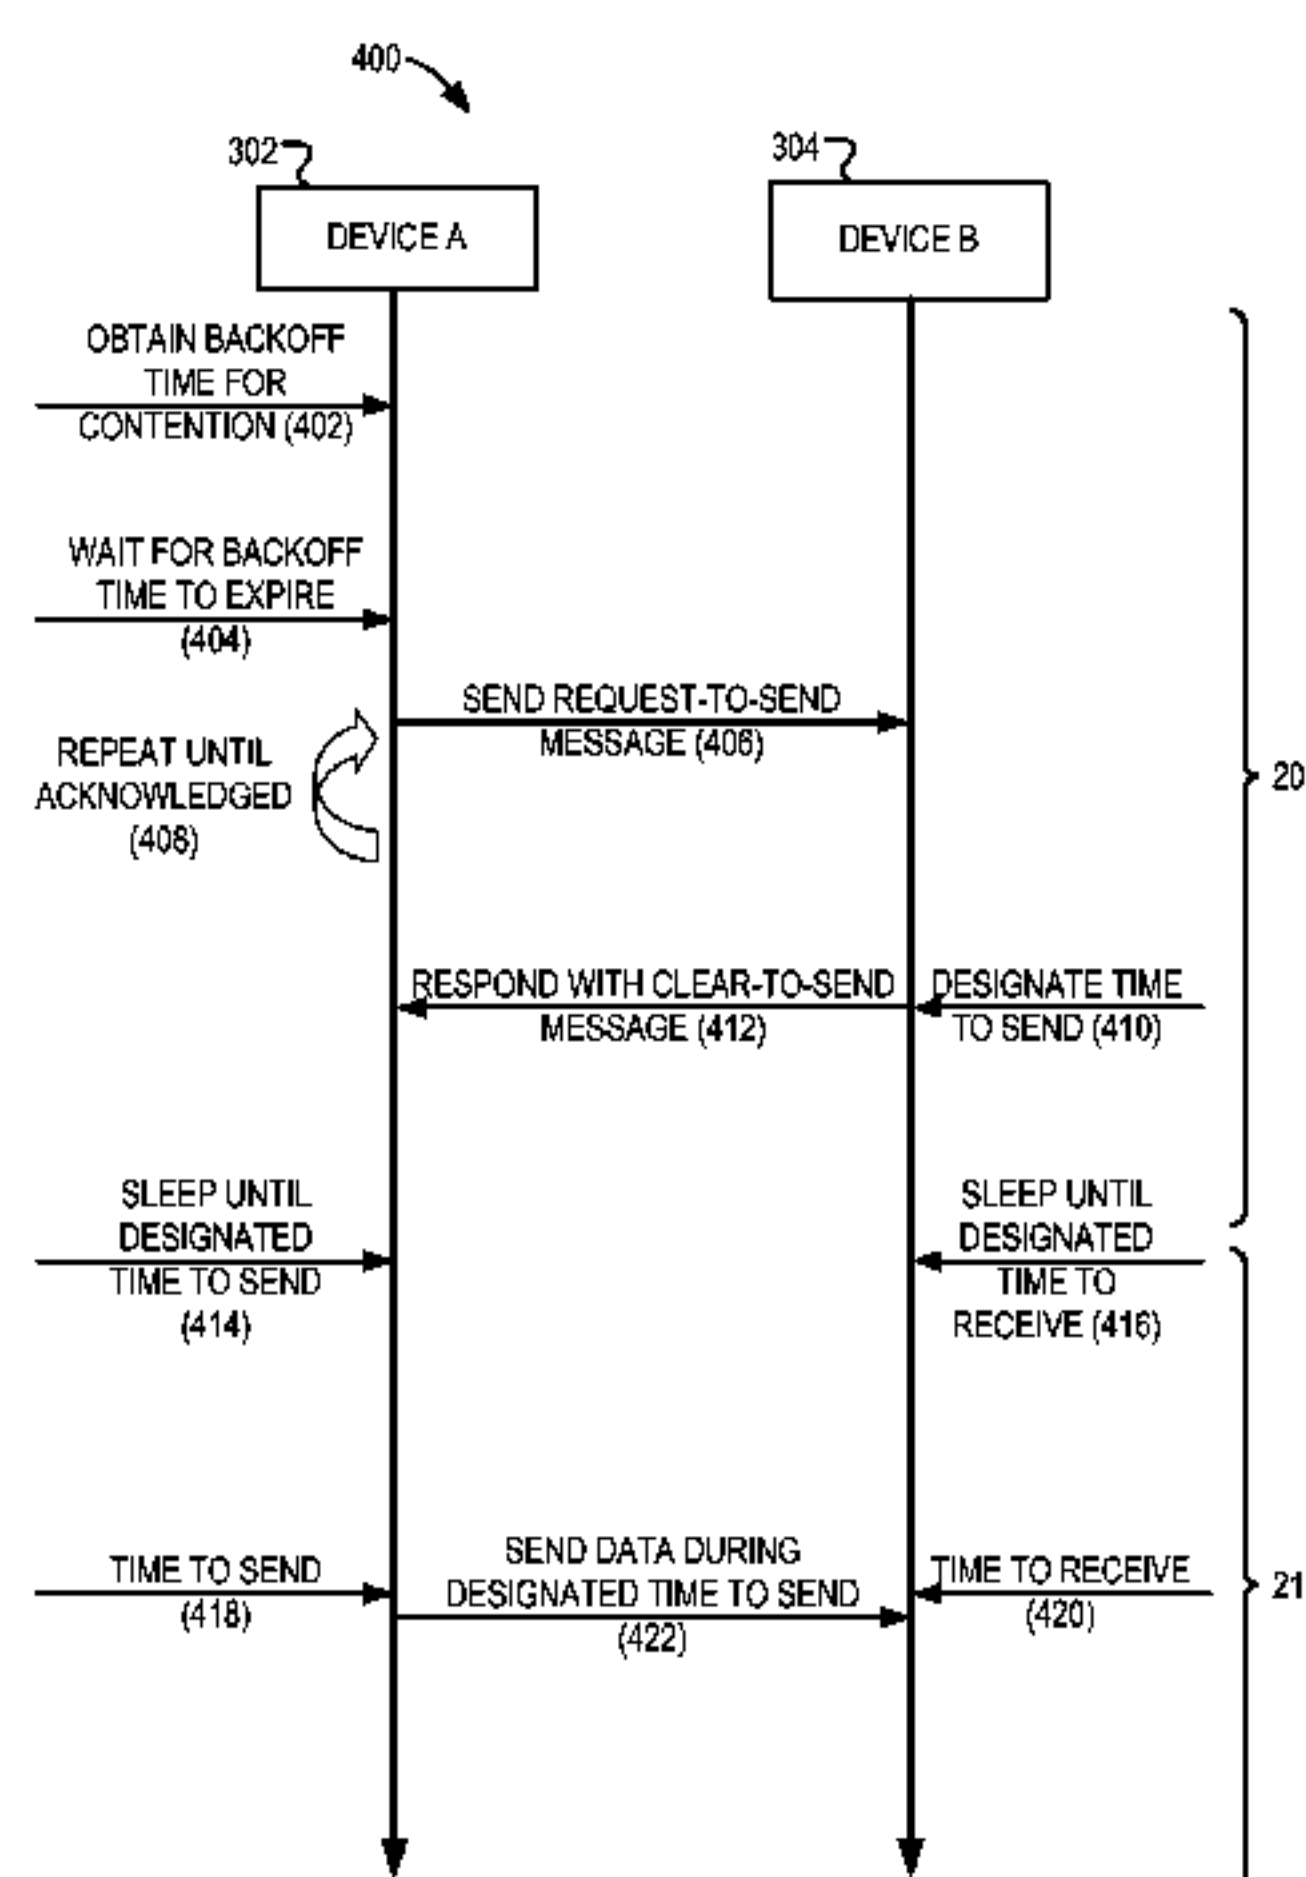 400
302
304
DEVICE A
DEVICE B
OBTAIN BACKOFF
TIME FOR
CONTENTION (402)
WAIT FOR BACKOFF
TIME TO EXPIRE
(404)
SEND REQUEST-TO-SEND
MESSAGE (406)
REPEAT UNTIL
ACKNOWLEDGED
(408)
20
RESPOND WITH CLEAR-TO-SEND
MESSAGE (412)
DESIGNATE TIME
TO SEND (410)
SLEEP UNTIL
DESIGNATED
TIME TO SEND
(414)
SLEEP UNTIL
DESIGNATED
TIME TO
RECEIVE (416)
TIME TO SEND
(418)
SEND DATA DURING
DESIGNATED TIME TO SEND
(422)
TIME TO RECEIVE
(420)
21